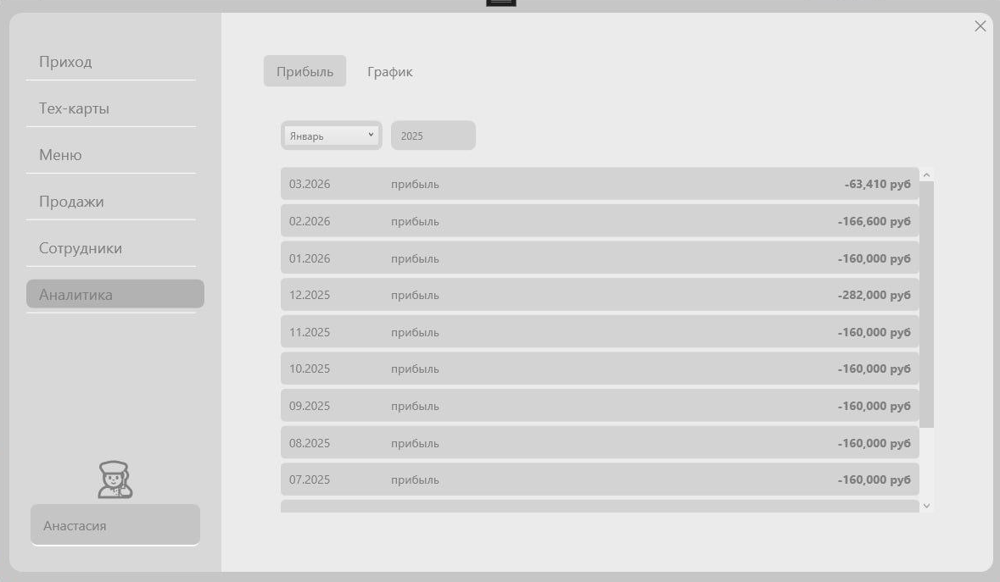 Приход
Тех-карты
Меню
Продажи
Сотрудники
Аналитика
Анастасия
Прибыль График
Январь 2025
03.2026 прибыль -63,410 руб
02.2026 прибыль -166,600 руб
01.2026 прибыль -160,000 руб
12.2025 прибыль -282,000 руб
11.2025 прибыль -160,000 руб
10.2025 прибыль -160,000 руб
09.2025 прибыль -160,000 руб
08.2025 прибыль -160,000 руб
07.2025 прибыль -160,000 руб